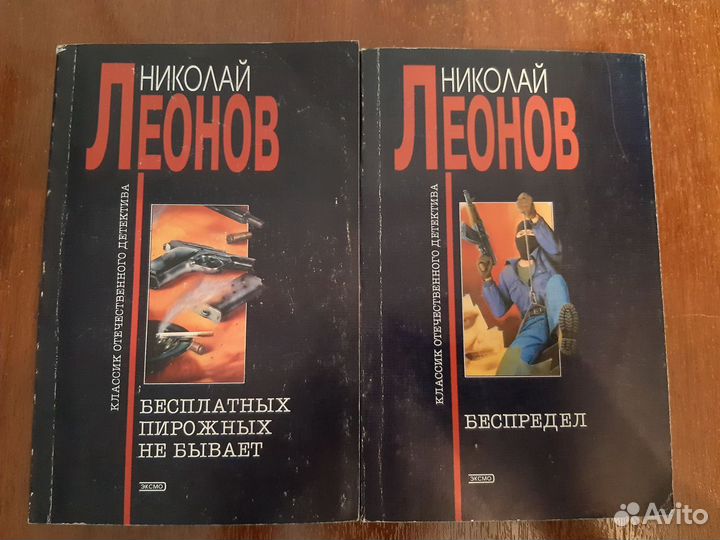 НИКОЛАЙ
ЛЕОНОВ
КЛАССИК ОТЕЧЕСТВЕННОГО ДЕТЕКТИВА
БЕСПЛАТНЫХ
ПИРОЖНЫХ
НЕ БЫВАЕТ
ЭКСМО
НИКОЛАЙ
ЛЕОНОВ
КЛАССИК ОТЕЧЕСТВЕННОГО ДЕТЕКТИВА
БЕСПРЕДЕЛ
ЭКСМО
Avito